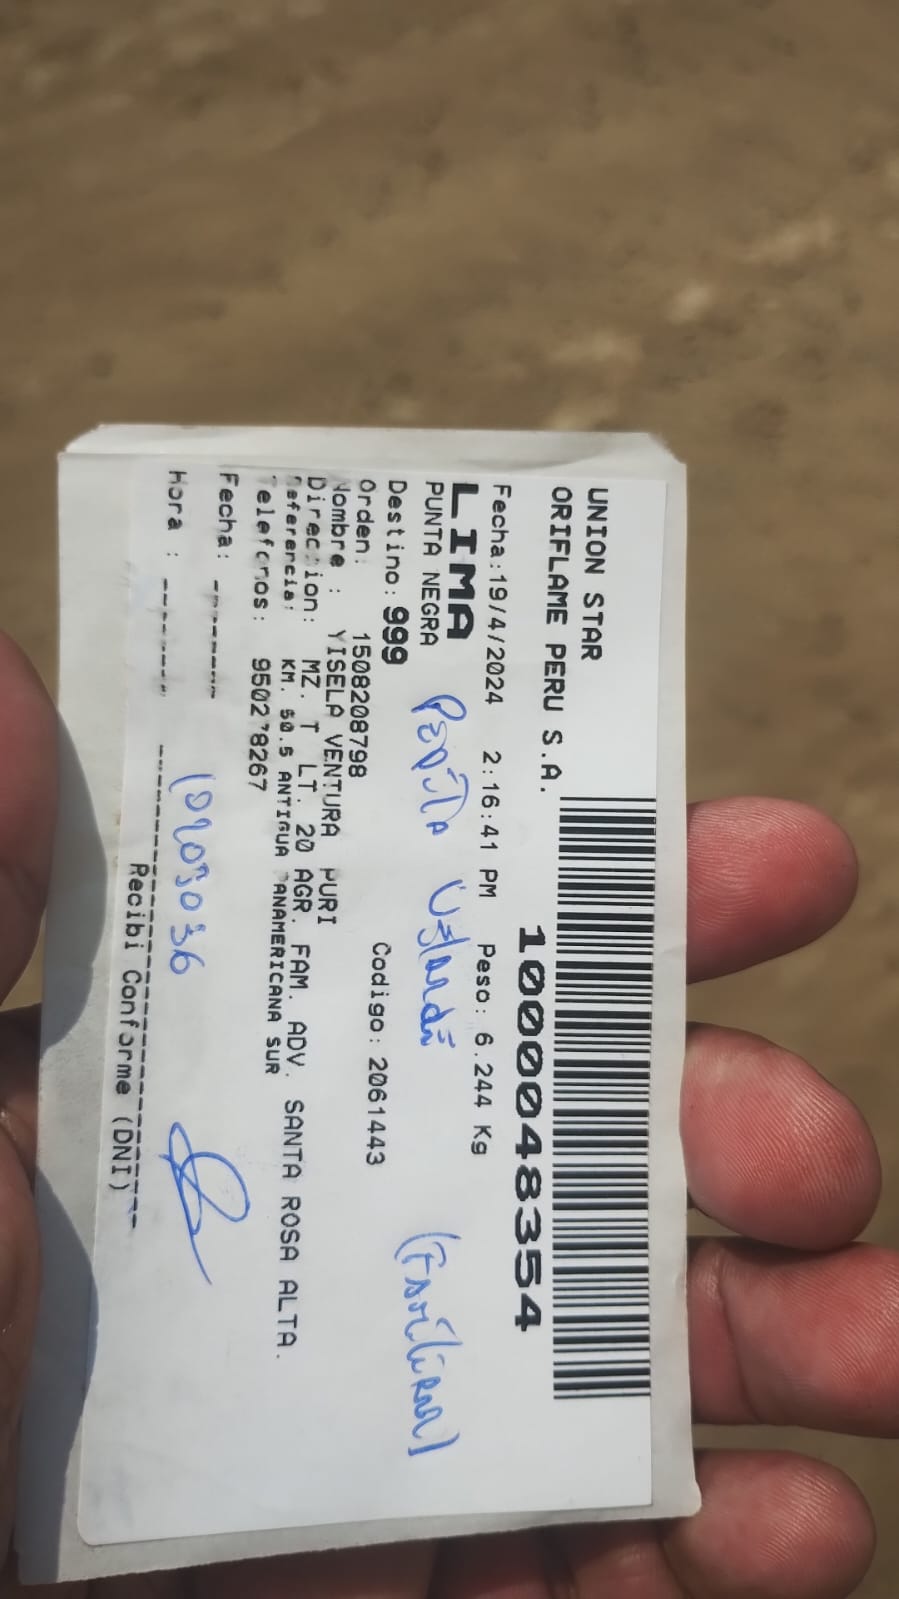 UNION STAR
ORIFLAME PERU S.A.
1000048354
Fecha:19/4/2024 2:16:41 PM Peso: 6.244 Kg
LIMA
PUNTA NEGRA
(Familiar)
Destino: 999
Orden: 1508208798 Codigo: 2061443
Nombre : YISELA VENTURA PURI
Direccion: MZ. T LT. 20 AGR. FAM. ADV. SANTA ROSA ALTA.
Referencia: KM. 50.5 ANTIGUA PANAMERICANA SUR
Telefonos:
Fecha: --------
Hora : --------
Recibi Conforme (DNI)